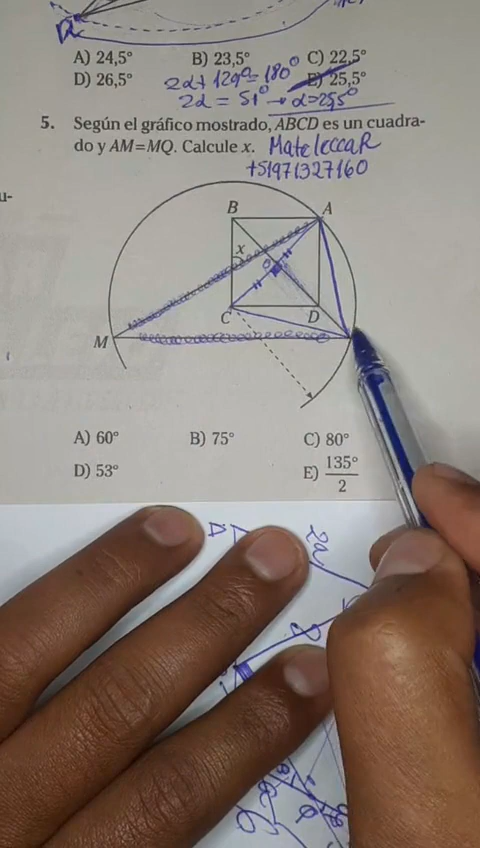 A) 24,5° B) 23,5° C) 22,5°
D) 26,5° E) 25,5°
2α+129°=180°
2α = 51° → α=25,5°
5. Según el gráfico mostrado, ABCD es un cuadra-
do y AM=MQ. Calcule x. MateleccaR
+51971327160
u-
B A
x
C D
M
A) 60° B) 75° C) 80°
D) 53° E) 135°
2